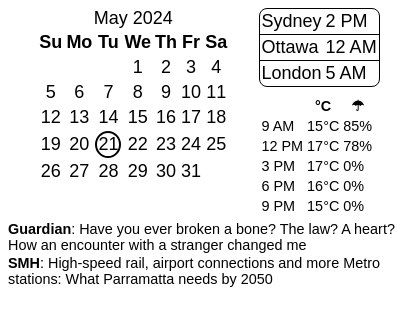 May 2024
Su Mo Tu We Th Fr Sa
1 2 3 4
5 6 7 8 9 10 11
12 13 14 15 16 17 18
19 20 21 22 23 24 25
26 27 28 29 30 31
Sydney 2 PM
Ottawa 12 AM
London 5 AM
°C ☂
9 AM 15°C 85%
12 PM 17°C 78%
3 PM 17°C 0%
6 PM 16°C 0%
9 PM 15°C 0%
Guardian: Have you ever broken a bone? The law? A heart?
How an encounter with a stranger changed me
SMH: High-speed rail, airport connections and more Metro
stations: What Parramatta needs by 2050